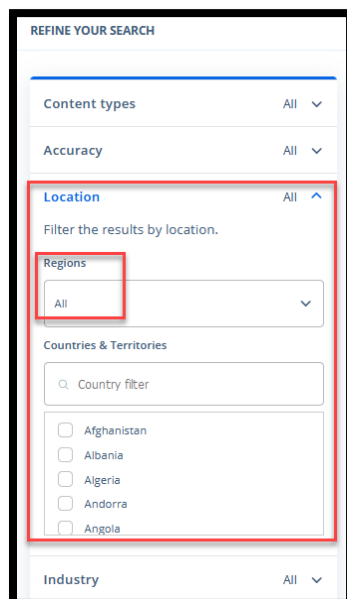 REFINE YOUR SEARCH
Content types All
Accuracy All
Location All
Filter the results by location.
Regions
All
Countries & Territories
Country filter
Afghanistan
Albania
Algeria
Andorra
Angola
Industry All